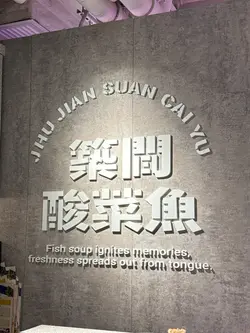 JHU JIAN SUAN CAI YU
築間
酸菜魚
Fish soup ignites memories,
freshness spreads out from tongue.